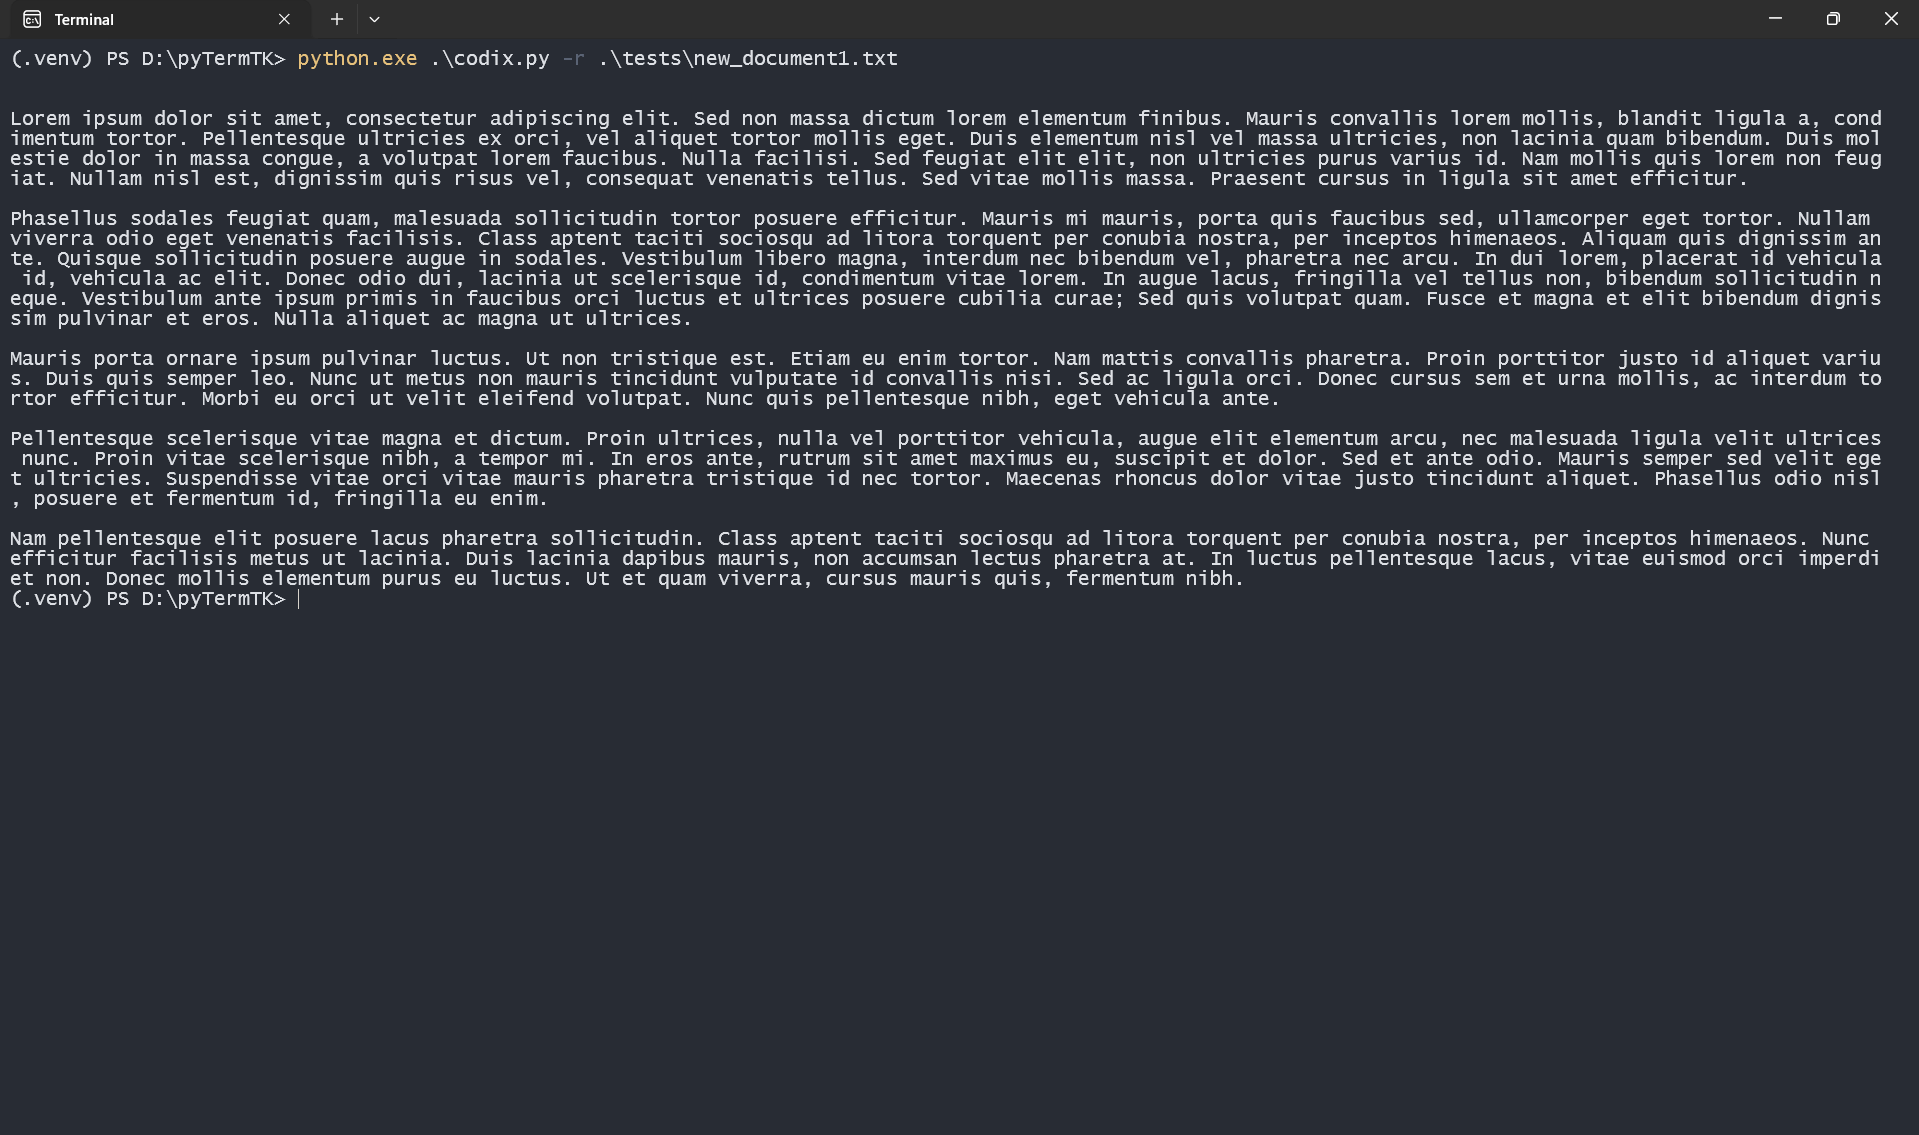 Terminal
(.venv) PS D:\pyTermTK> python.exe .\codix.py -r .\tests\new_document1.txt
Lorem ipsum dolor sit amet, consectetur adipiscing elit. Sed non massa dictum lorem elementum finibus. Mauris convallis lorem mollis, blandit ligula a, cond
imentum tortor. Pellentesque ultricies ex orci, vel aliquet tortor mollis eget. Duis elementum nisl vel massa ultricies, non lacinia quam bibendum. Duis mol
estie dolor in massa congue, a volutpat lorem faucibus. Nulla facilisi. Sed feugiat elit elit, non ultricies purus varius id. Nam mollis quis lorem non feug
iat. Nullam nisl est, dignissim quis risus vel, consequat venenatis tellus. Sed vitae mollis massa. Praesent cursus in ligula sit amet efficitur.
Phasellus sodales feugiat quam, malesuada sollicitudin tortor posuere efficitur. Mauris mi mauris, porta quis faucibus sed, ullamcorper eget tortor. Nullam
viverra odio eget venenatis facilisis. Class aptent taciti sociosqu ad litora torquent per conubia nostra, per inceptos himenaeos. Aliquam quis dignissim an
te. Quisque sollicitudin posuere augue in sodales. Vestibulum libero magna, interdum nec bibendum vel, pharetra nec arcu. In dui lorem, placerat id vehicula
 id, vehicula ac elit. Donec odio dui, lacinia ut scelerisque id, condimentum vitae lorem. In augue lacus, fringilla vel tellus non, bibendum sollicitudin n
eque. Vestibulum ante ipsum primis in faucibus orci luctus et ultrices posuere cubilia curae; Sed quis volutpat quam. Fusce et magna et elit bibendum dignis
sim pulvinar et eros. Nulla aliquet ac magna ut ultrices.
Mauris porta ornare ipsum pulvinar luctus. Ut non tristique est. Etiam eu enim tortor. Nam mattis convallis pharetra. Proin porttitor justo id aliquet variu
s. Duis quis semper leo. Nunc ut metus non mauris tincidunt vulputate id convallis nisi. Sed ac ligula orci. Donec cursus sem et urna mollis, ac interdum to
rtor efficitur. Morbi eu orci ut velit eleifend volutpat. Nunc quis pellentesque nibh, eget vehicula ante.
Pellentesque scelerisque vitae magna et dictum. Proin ultrices, nulla vel porttitor vehicula, augue elit elementum arcu, nec malesuada ligula velit ultrices
 nunc. Proin vitae scelerisque nibh, a tempor mi. In eros ante, rutrum sit amet maximus eu, suscipit et dolor. Sed et ante odio. Mauris semper sed velit ege
t ultricies. Suspendisse vitae orci vitae mauris pharetra tristique id nec tortor. Maecenas rhoncus dolor vitae justo tincidunt aliquet. Phasellus odio nisl
, posuere et fermentum id, fringilla eu enim.
Nam pellentesque elit posuere lacus pharetra sollicitudin. Class aptent taciti sociosqu ad litora torquent per conubia nostra, per inceptos himenaeos. Nunc
efficitur facilisis metus ut lacinia. Duis lacinia dapibus mauris, non accumsan lectus pharetra at. In luctus pellentesque lacus, vitae euismod orci imperdi
et non. Donec mollis elementum purus eu luctus. Ut et quam viverra, cursus mauris quis, fermentum nibh.
(.venv) PS D:\pyTermTK>